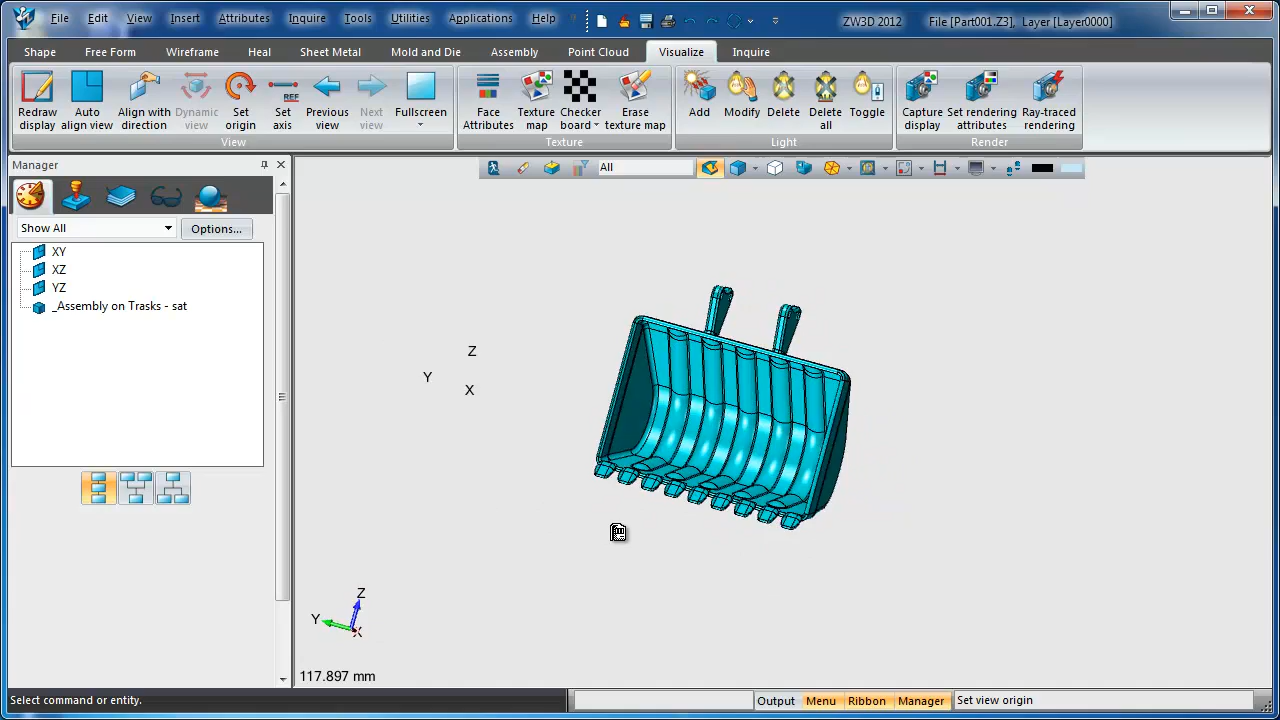 File Edit View Insert Attributes Inquire Tools Utilities Applications Help ZW3D 2012 File [Part001.Z3], Layer [Layer0000]
Shape Free Form Wireframe Heal Sheet Metal Mold and Die Assembly Point Cloud Visualize Inquire
Redraw display
Auto align view
Align with direction
Dynamic view
Set origin
REF
Set axis
Previous view
Next view
Fullscreen
Face Attributes
Texture map
Checker board
Erase texture map
Add
Modify
Delete
Delete all
Toggle
Capture display
Set rendering attributes
Ray-traced rendering
View Texture Light Render
Manager
All
Show All Options...
XY
XZ
YZ
_Assembly on Trasks - sat
Z
Y
X
Z
Y
X
117.897 mm
Select command or entity. Output Menu Ribbon Manager Set view origin